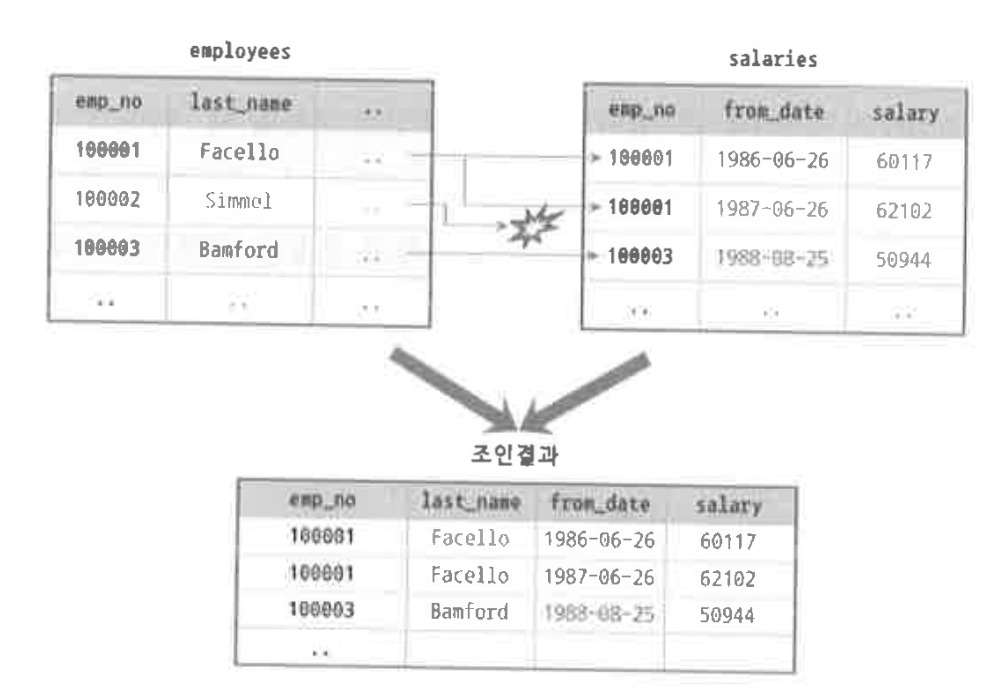 employees
emp_no last_name ..
100001 Facello ..
100002 Simmel ..
100003 Bamford ..
.. .. ..
salaries
emp_no from_date salary
100001 1986-06-26 60117
100001 1987-06-26 62102
100003 1988-08-25 50944
.. .. ..
조인결과
emp_no last_name from_date salary
100001 Facello 1986-06-26 60117
100001 Facello 1987-06-26 62102
100003 Bamford 1988-08-25 50944
..